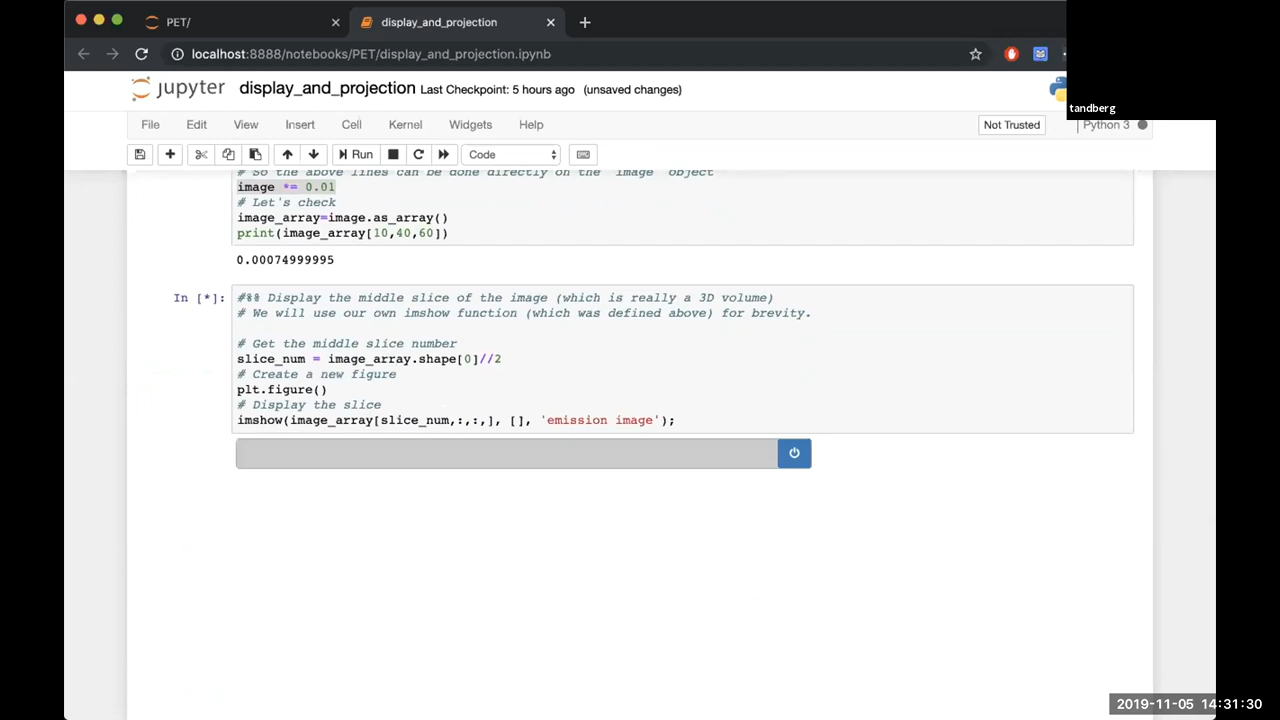 PET/
display_and_projection
localhost:8888/notebooks/PET/display_and_projection.ipynb
tandberg
jupyter display_and_projection Last Checkpoint: 5 hours ago (unsaved changes)
File Edit View Insert Cell Kernel Widgets Help Not Trusted Python 3
Run Code
# So the above lines can be done directly on the `image` object
image *= 0.01
# Let's check
image_array=image.as_array()
print(image_array[10,40,60])
0.00074999995
In [*]:
#%% Display the middle slice of the image (which is really a 3D volume)
# We will use our own imshow function (which was defined above) for brevity.
# Get the middle slice number
slice_num = image_array.shape[0]//2
# Create a new figure
plt.figure()
# Display the slice
imshow(image_array[slice_num,:,:,], [], 'emission image');
2019-11-05 14:31:30